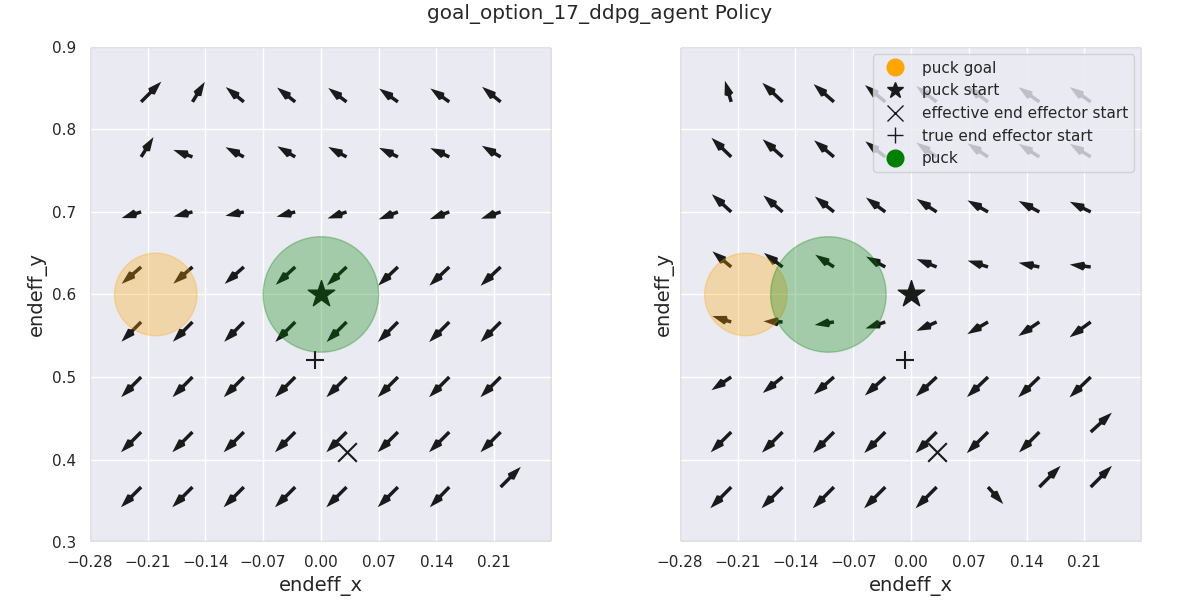 goal_option_17_ddpg_agent Policy
0.9
0.8
0.7
0.6
0.5
0.4
0.3
endeff_y
−0.28 −0.21 −0.14 −0.07 0.00 0.07 0.14 0.21
endeff_x
puck goal
puck start
effective end effector start
true end effector start
puck
endeff_y
−0.28 −0.21 −0.14 −0.07 0.00 0.07 0.14 0.21
endeff_x